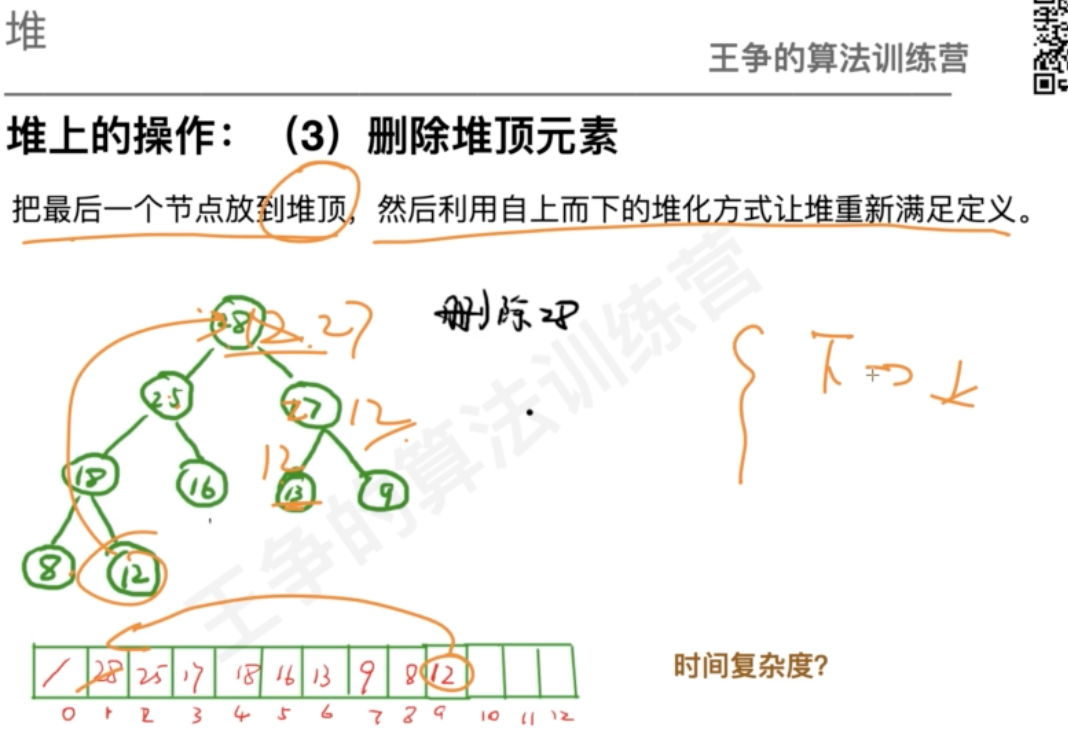 堆
王争的算法训练营
堆上的操作：（3）删除堆顶元素
把最后一个节点放到堆顶，然后利用自上而下的堆化方式让堆重新满足定义。
删除28
28 12 27
25 27 12
下 上
12
18 16 13 9
8 12
王争的算法训练营
/ 28 25 17 18 16 13 9 8 12
0 1 2 3 4 5 6 7 8 9 10 11 12
时间复杂度?